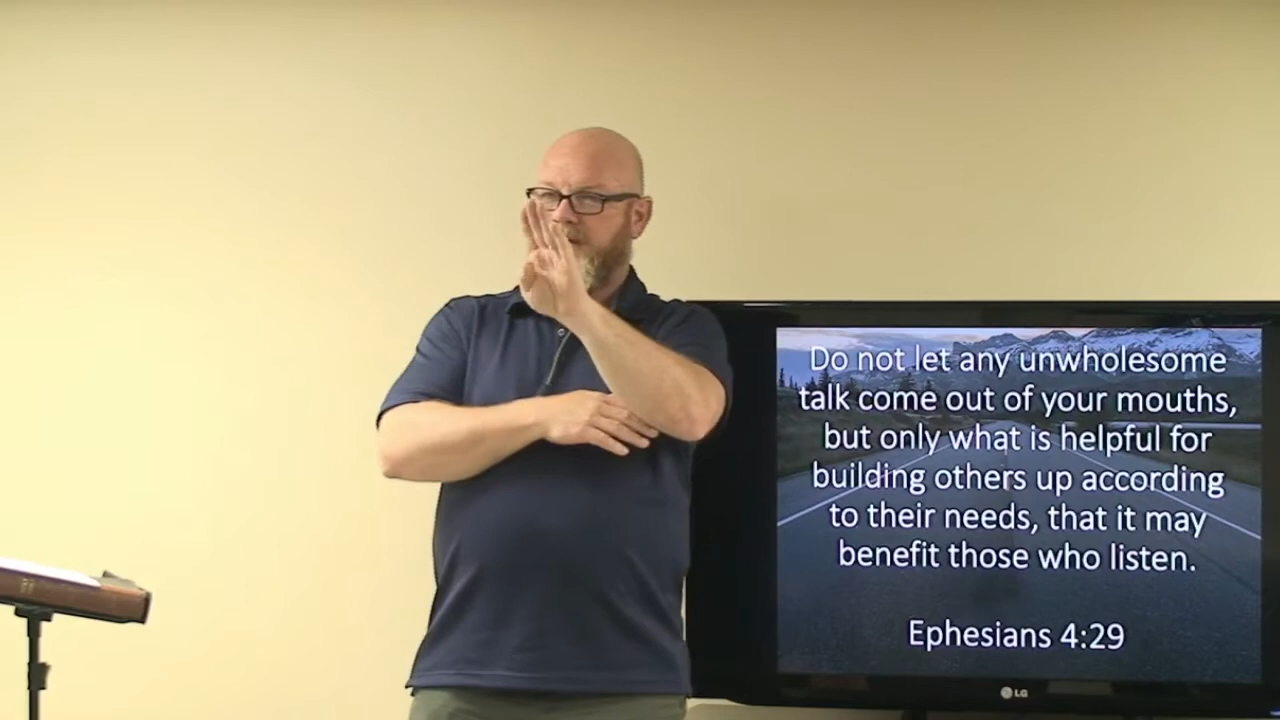 Do not let any unwholesome
talk come out of your mouths,
but only what is helpful for
building others up according
to their needs, that it may
benefit those who listen.
Ephesians 4:29
LG